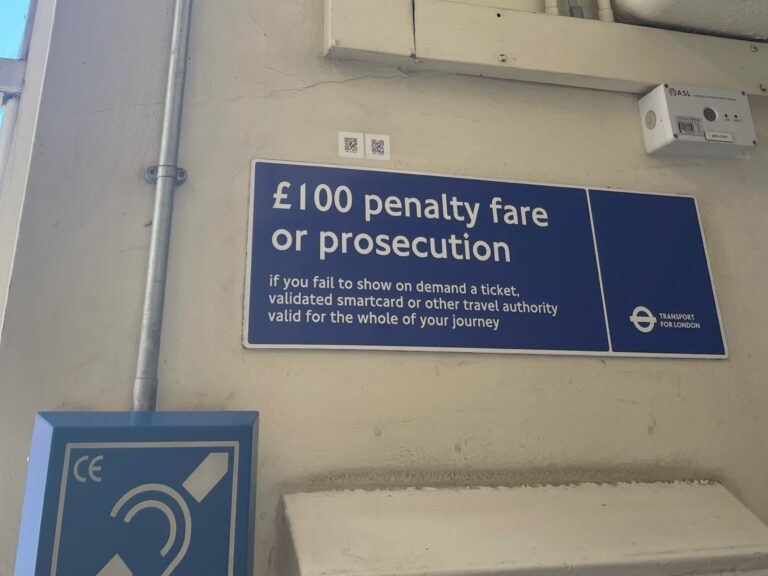 ASL
£100 penalty fare
or prosecution
if you fail to show on demand a ticket,
validated smartcard or other travel authority
valid for the whole of your journey
TRANSPORT
FOR LONDON
CE